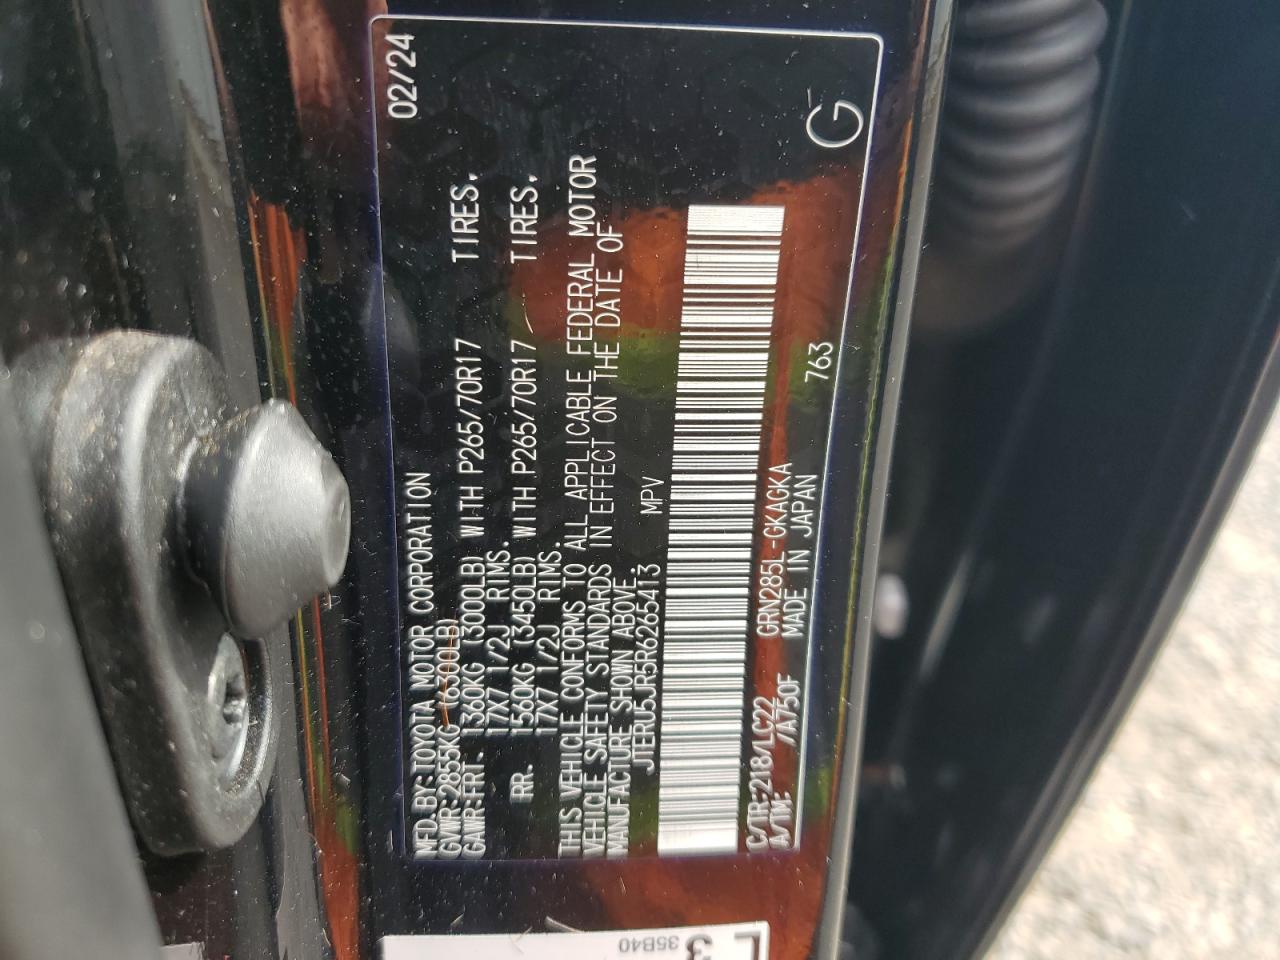 MFD.BY:TOYOTA MOTOR CORPORATION 02/24
GVWR:2855KG (6300LB)
GAWR:FRT. 1360KG (3000LB) WITH P265/70R17 TIRES,
17X7 1/2J RIMS.
RR. 1560KG (3450LB) WITH P265/70R17 TIRES,
17X7 1/2J RIMS.
THIS VEHICLE CONFORMS TO ALL APPLICABLE FEDERAL MOTOR
VEHICLE SAFETY STANDARDS IN EFFECT ON THE DATE OF
MANUFACTURE SHOWN ABOVE.
JTERU5JR5R6265413 MPV
C/TR:218/LC22 GRN285L-GKAGKA
A/TM: /A750F MADE IN JAPAN 763
G
35B40